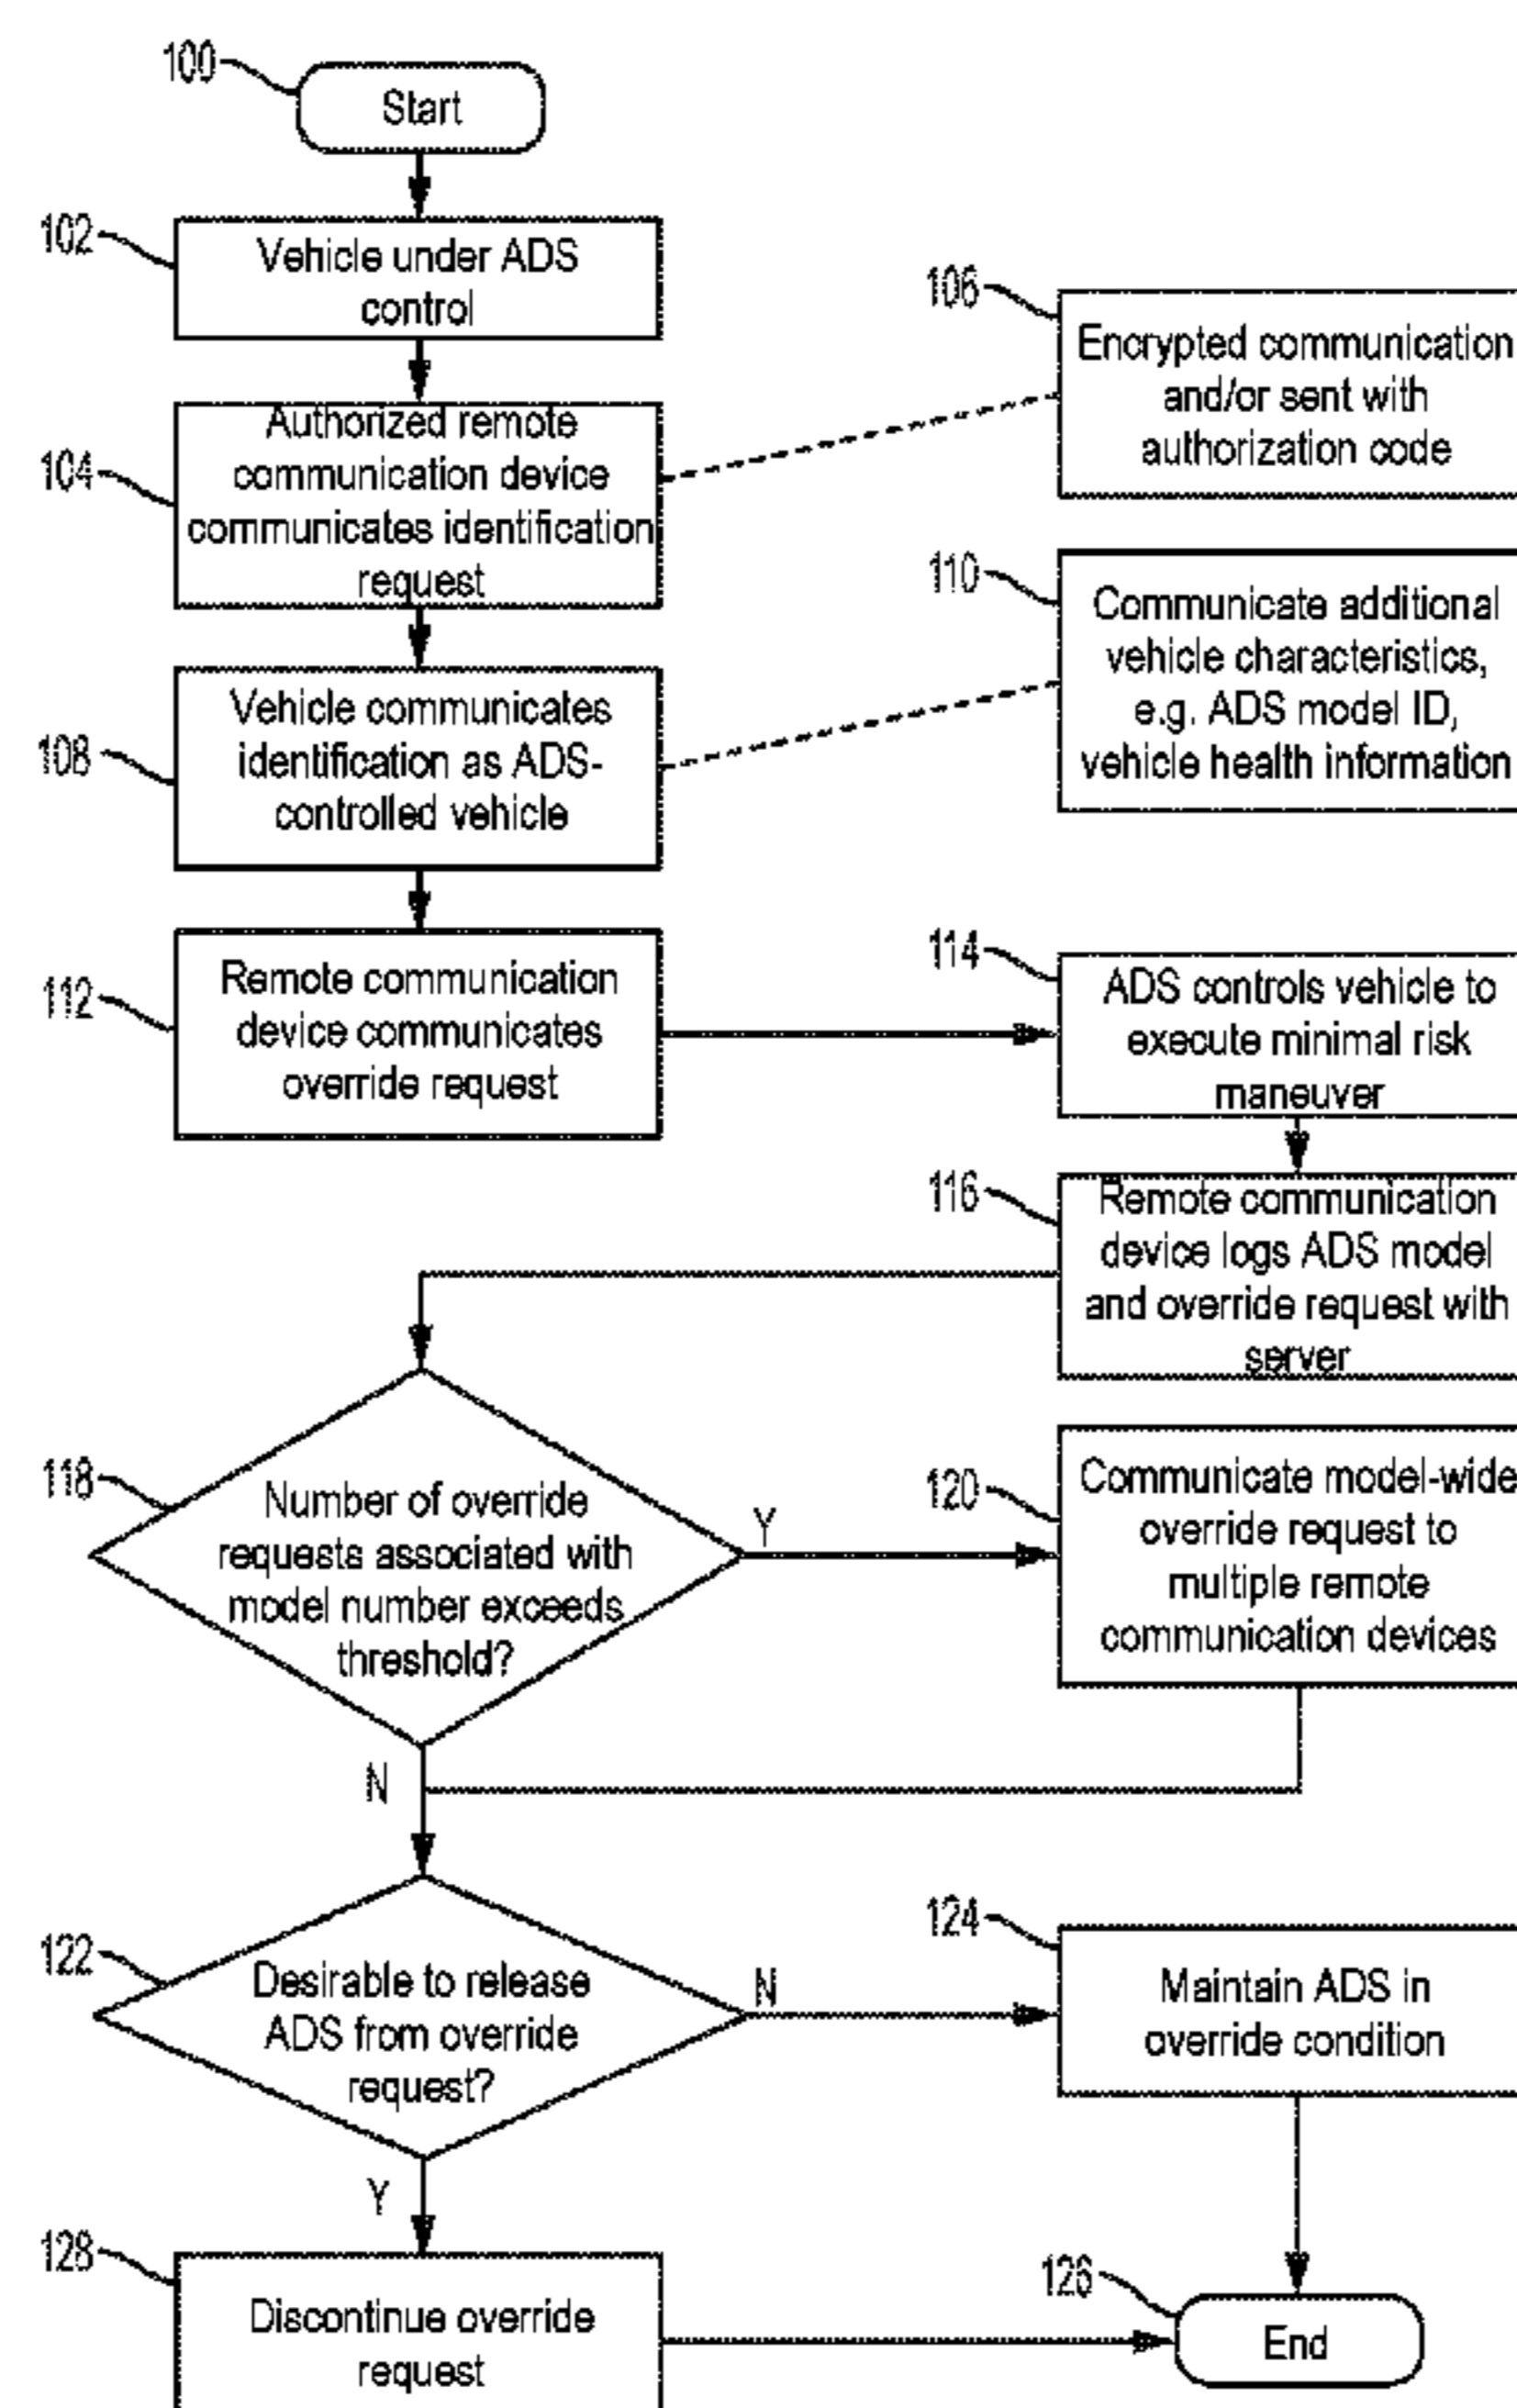 100
Start
102
Vehicle under ADS
control
104
Authorized remote
communication device
communicates identification
request
106
Encrypted communication
and/or sent with
authorization code
108
Vehicle communicates
identification as ADS-
controlled vehicle
110
Communicate additional
vehicle characteristics,
e.g. ADS model ID,
vehicle health information
112
Remote communication
device communicates
override request
114
ADS controls vehicle to
execute minimal risk
maneuver
116
Remote communication
device logs ADS model
and override request with
server
118
Number of override
requests associated with
model number exceeds
threshold?
Y
N
120
Communicate model-wide
override request to
multiple remote
communication devices
122
Desirable to release
ADS from override
request?
N
Y
124
Maintain ADS in
override condition
128
Discontinue override
request
126
End